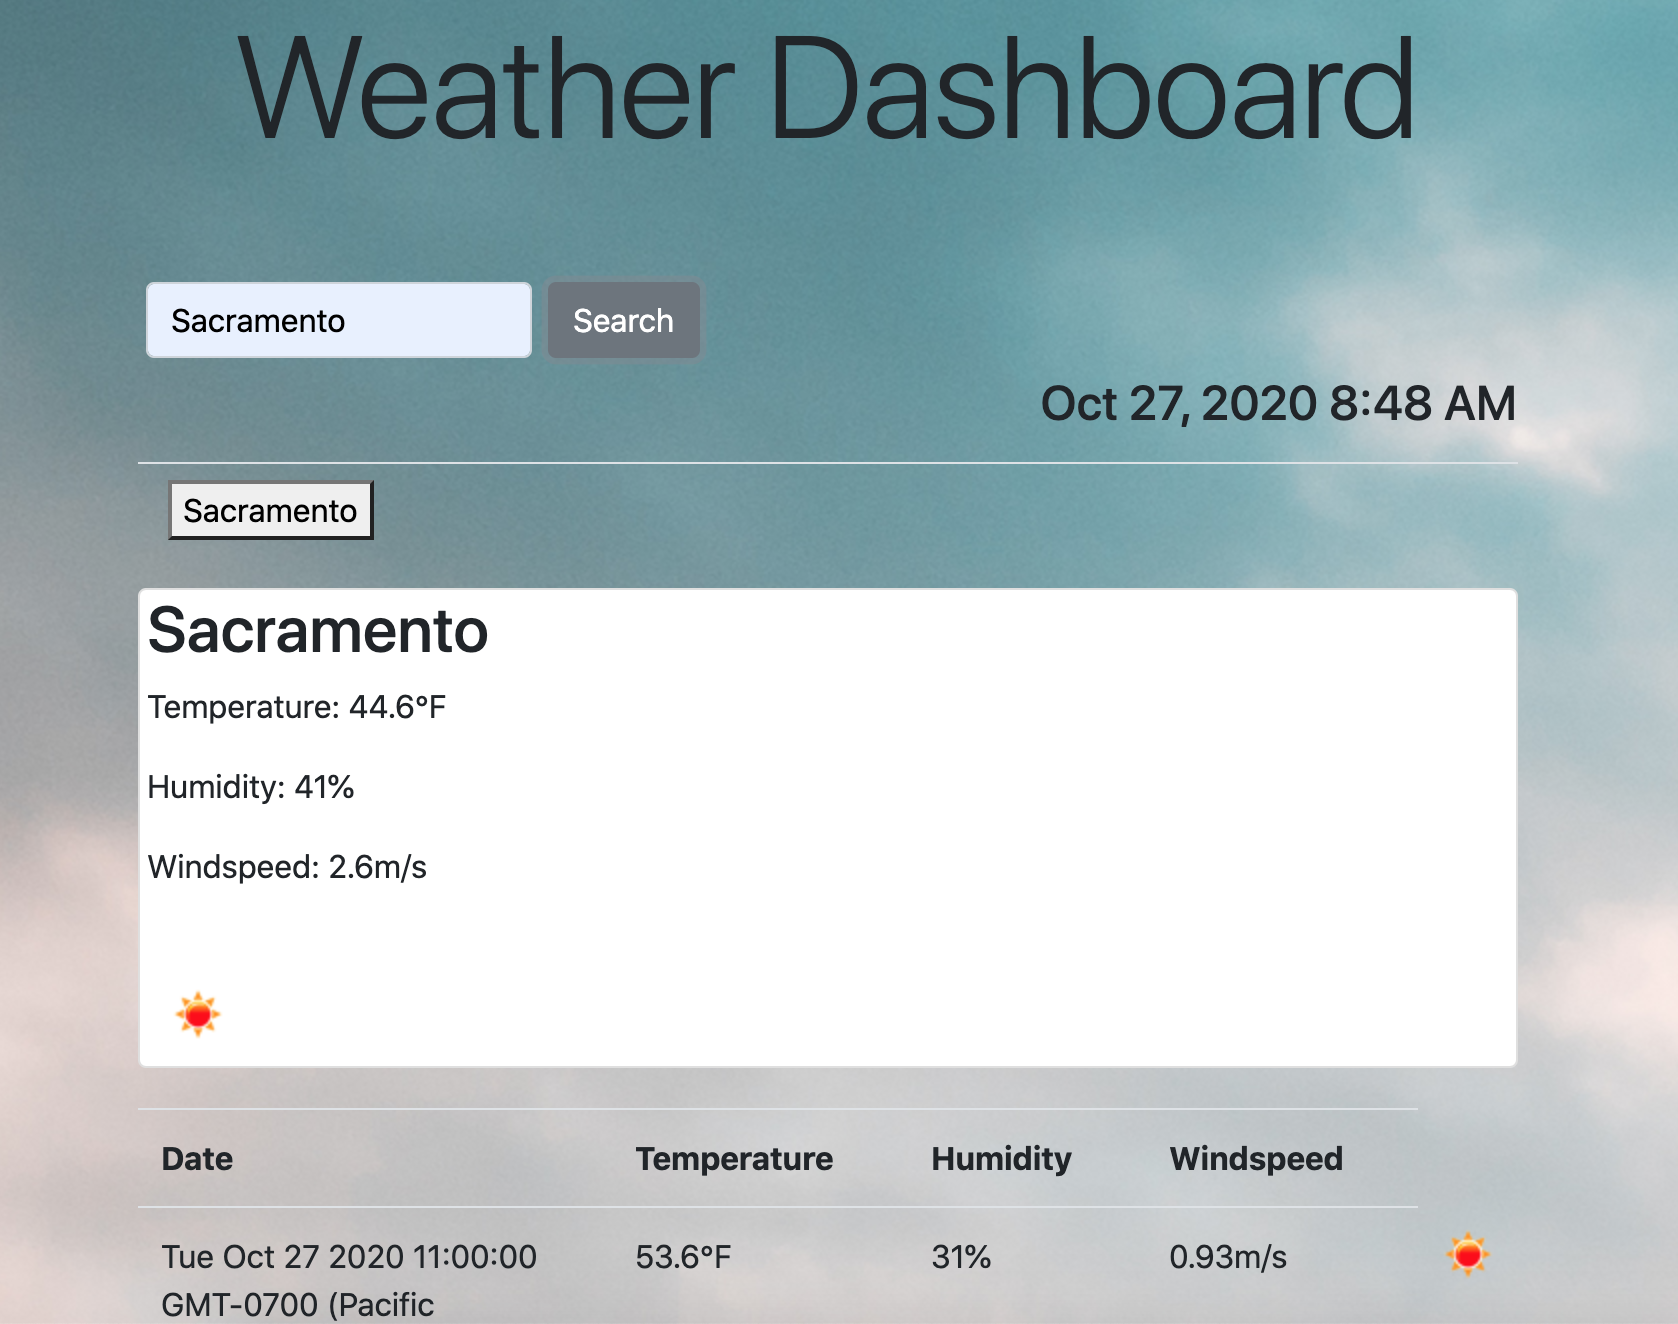 Weather Dashboard
Sacramento Search
Oct 27, 2020 8:48 AM
Sacramento
Sacramento
Temperature: 44.6°F
Humidity: 41%
Windspeed: 2.6m/s
Date Temperature Humidity Windspeed
Tue Oct 27 2020 11:00:00 53.6°F 31% 0.93m/s
GMT-0700 (Pacific